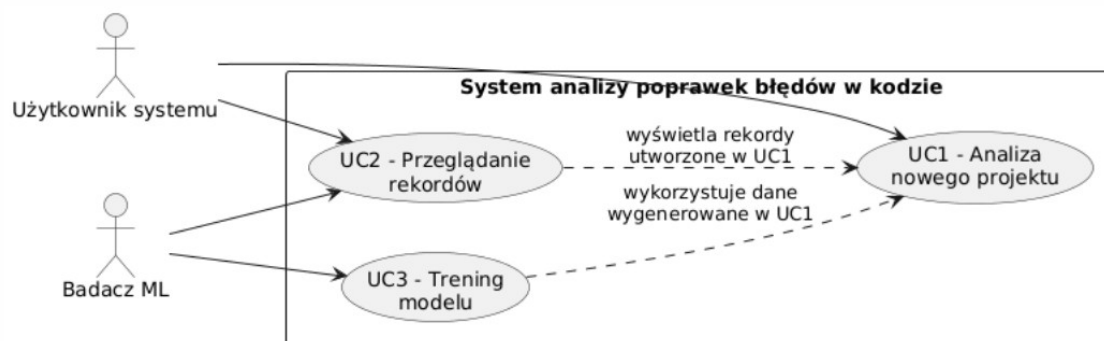 Użytkownik systemu
System analizy poprawek błędów w kodzie
UC2 - Przeglądanie
rekordów
wyświetla rekordy
utworzone w UC1
UC1 - Analiza
nowego projektu
wykorzystuje dane
wygenerowane w UC1
Badacz ML
UC3 - Trening
modelu